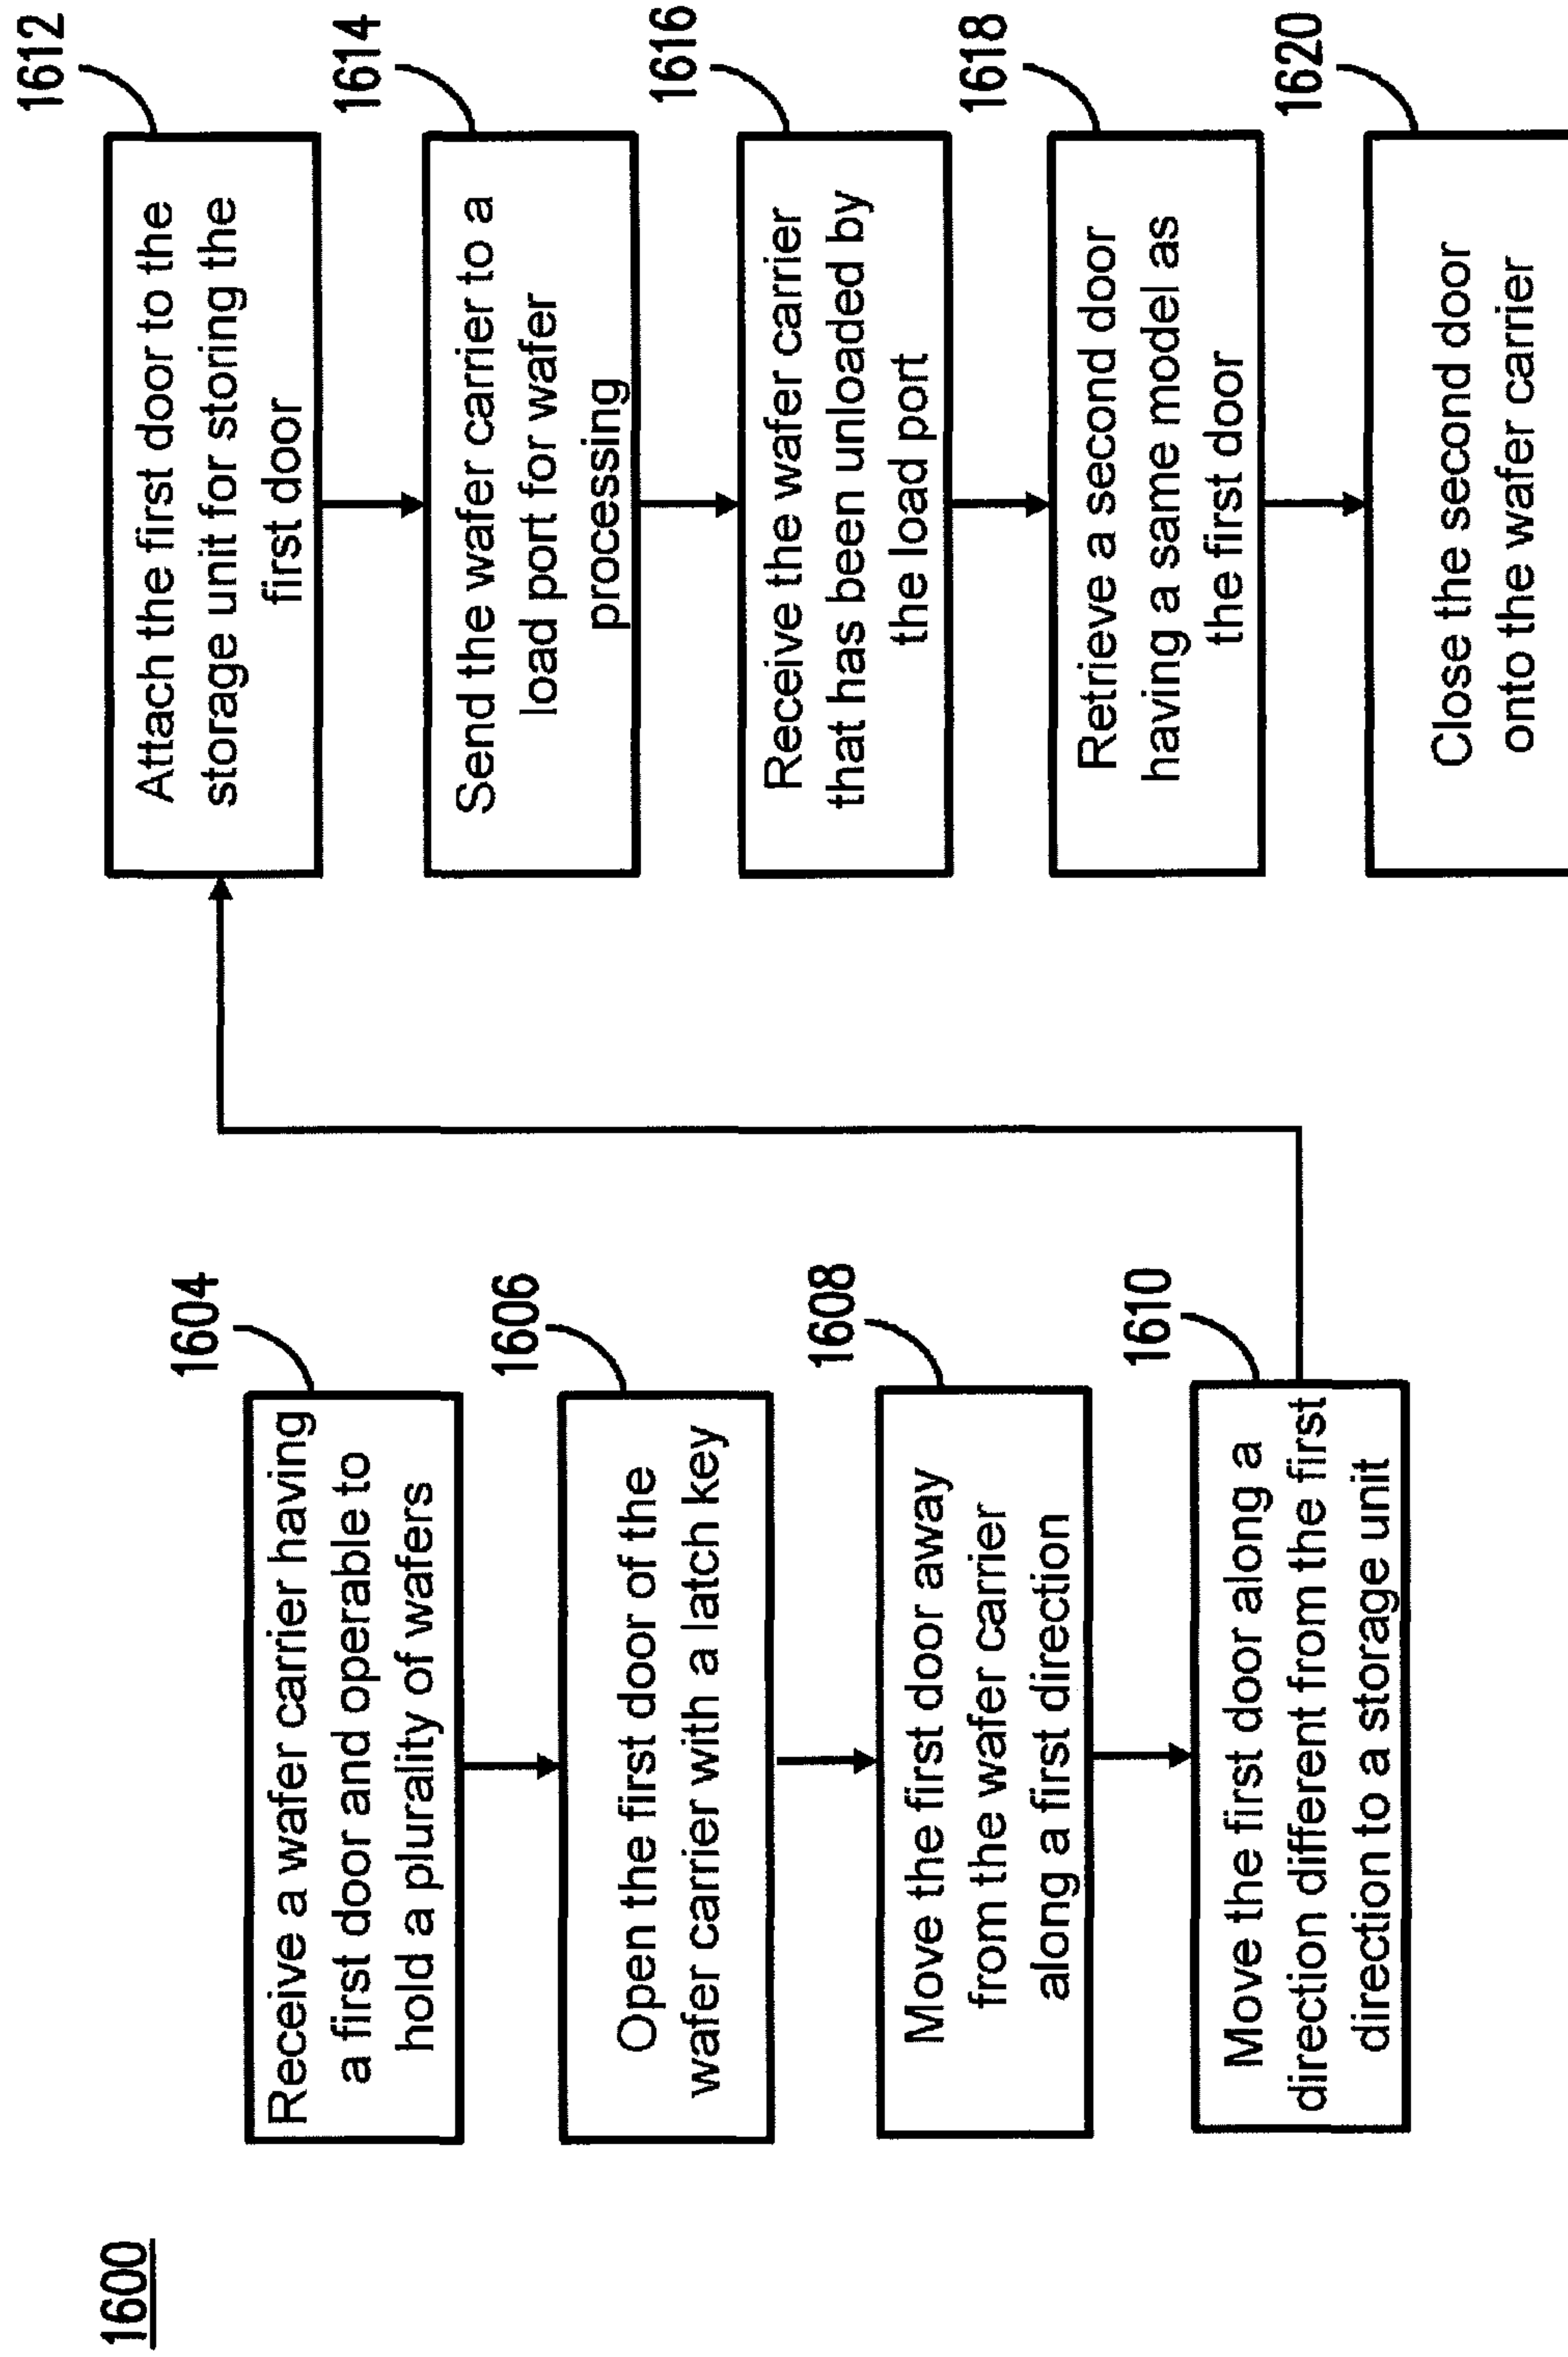 1600
1604
Receive a wafer carrier having
a first door and operable to
hold a plurality of wafers
1606
Open the first door of the
wafer carrier with a latch key
1608
Move the first door away
from the wafer carrier
along a first direction
1610
Move the first door along a
direction different from the first
direction to a storage unit
1612
Attach the first door to the
storage unit for storing the
first door
1614
Send the wafer carrier to a
load port for wafer
processing
1616
Receive the wafer carrier
that has been unloaded by
the load port
1618
Retrieve a second door
having a same model as
the first door
1620
Close the second door
onto the wafer carrier